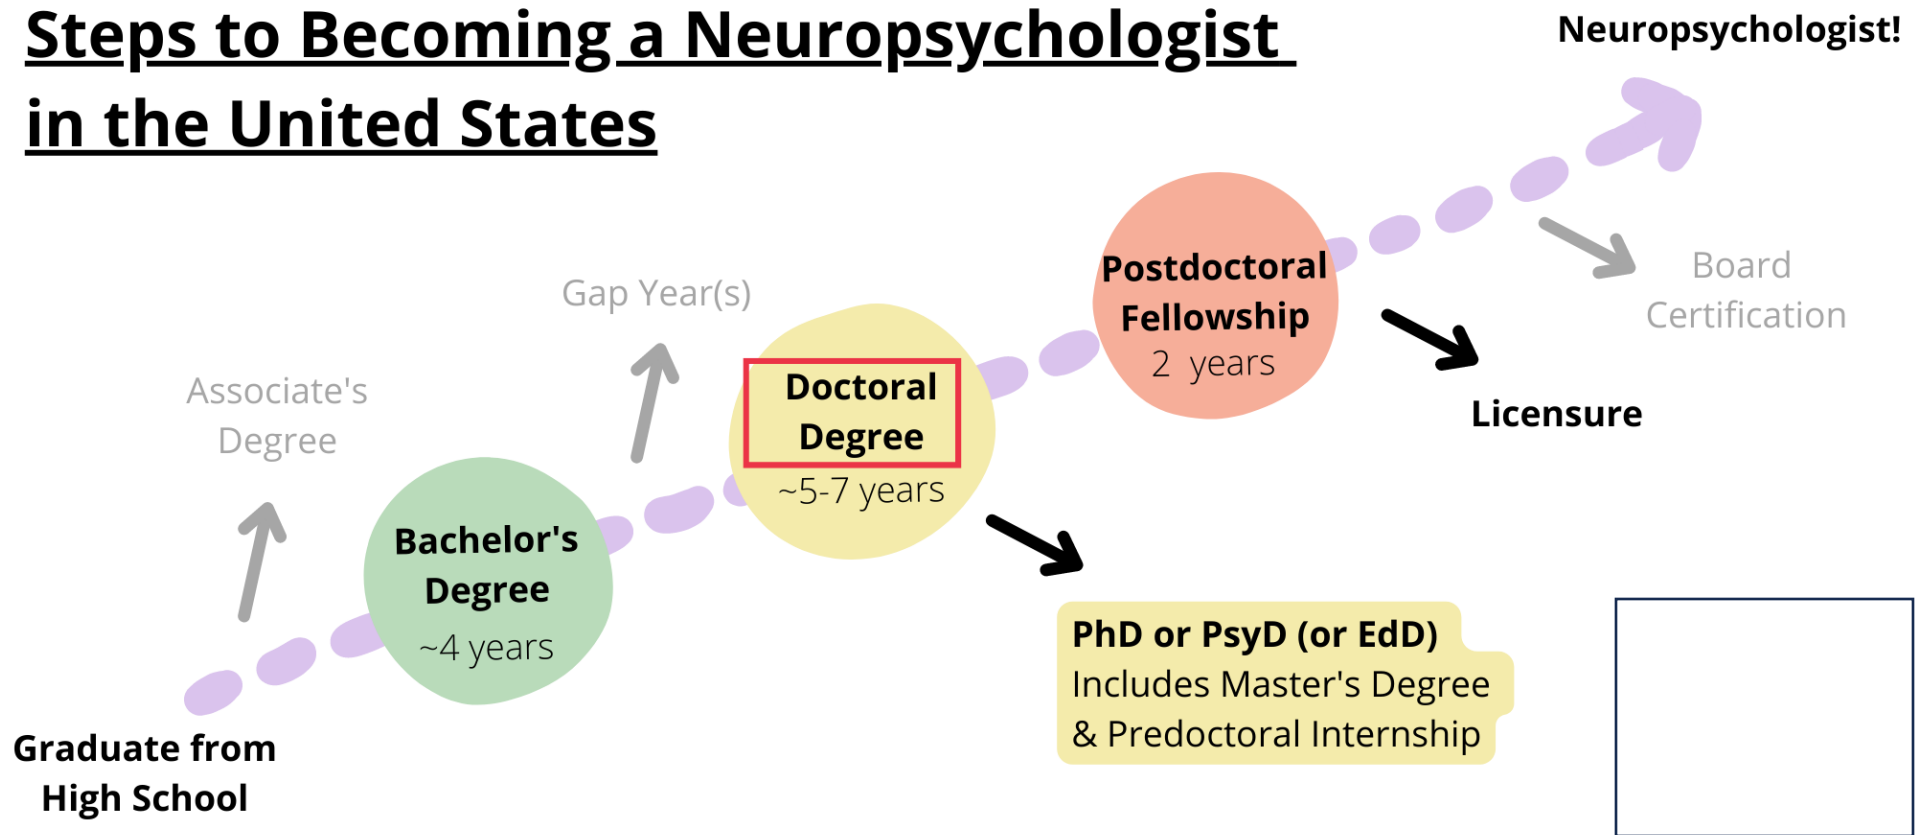 Steps to Becoming a Neuropsychologist
in the United States
Neuropsychologist!
Board
Certification
Postdoctoral
Fellowship
2 years
Licensure
Gap Year(s)
Doctoral
Degree
~5-7 years
Associate's
Degree
Bachelor's
Degree
~4 years
PhD or PsyD (or EdD)
Includes Master's Degree
& Predoctoral Internship
Graduate from
High School